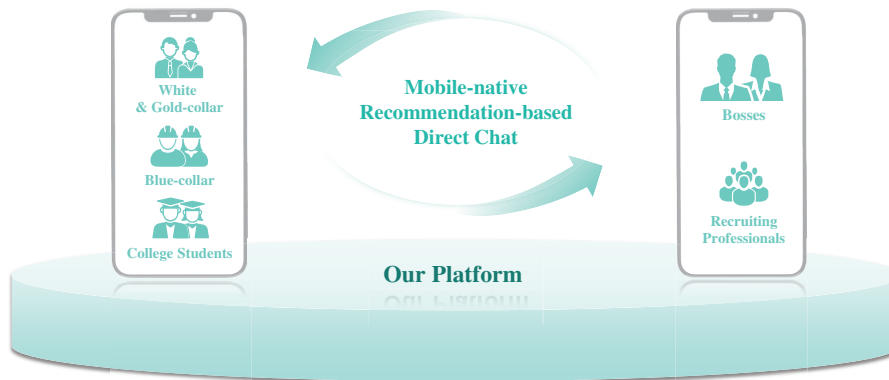 White
& Gold-collar
Blue-collar
College Students
Mobile-native
Recommendation-based
Direct Chat
Bosses
Recruiting
Professionals
Our Platform